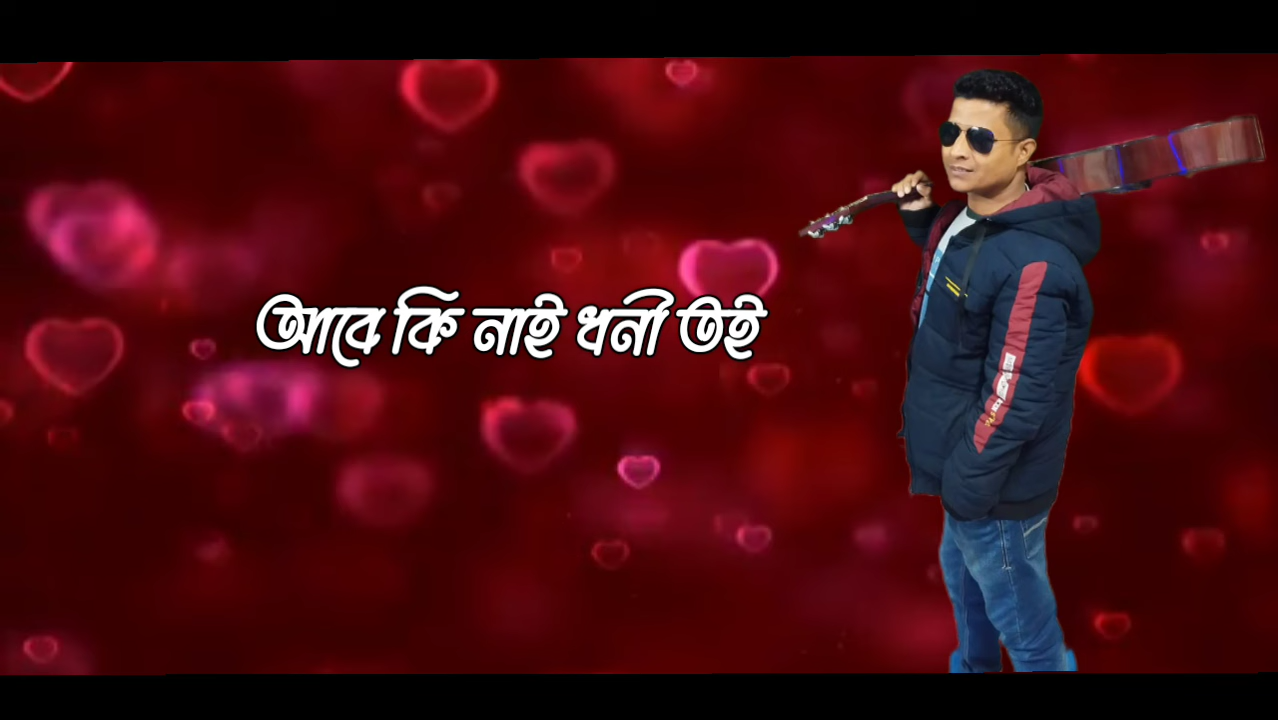 আবে কি নাই ধনী তই